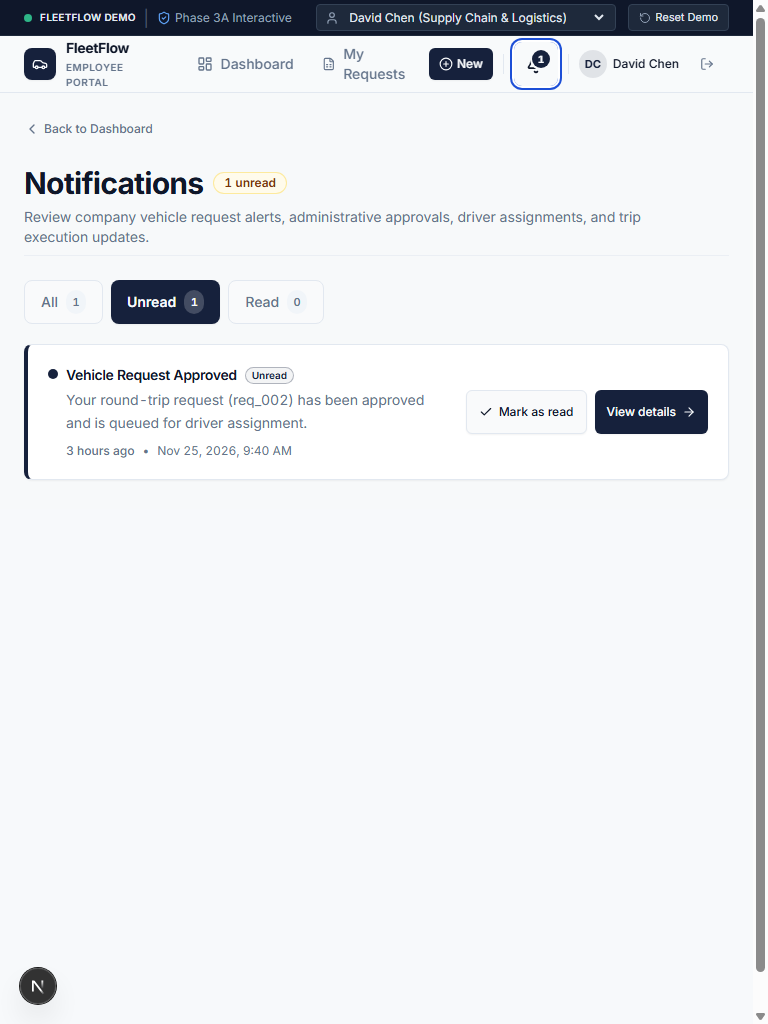 FLEETFLOW DEMO
Phase 3A Interactive
David Chen (Supply Chain & Logistics)
Reset Demo
FleetFlow
EMPLOYEE
PORTAL
Dashboard
My
Requests
New
1
DC
David Chen
Back to Dashboard
Notifications
1 unread
Review company vehicle request alerts, administrative approvals, driver assignments, and trip
execution updates.
All 1
Unread 1
Read 0
Vehicle Request Approved
Unread
Your round-trip request (req_002) has been approved
and is queued for driver assignment.
3 hours ago • Nov 25, 2026, 9:40 AM
Mark as read
View details
N